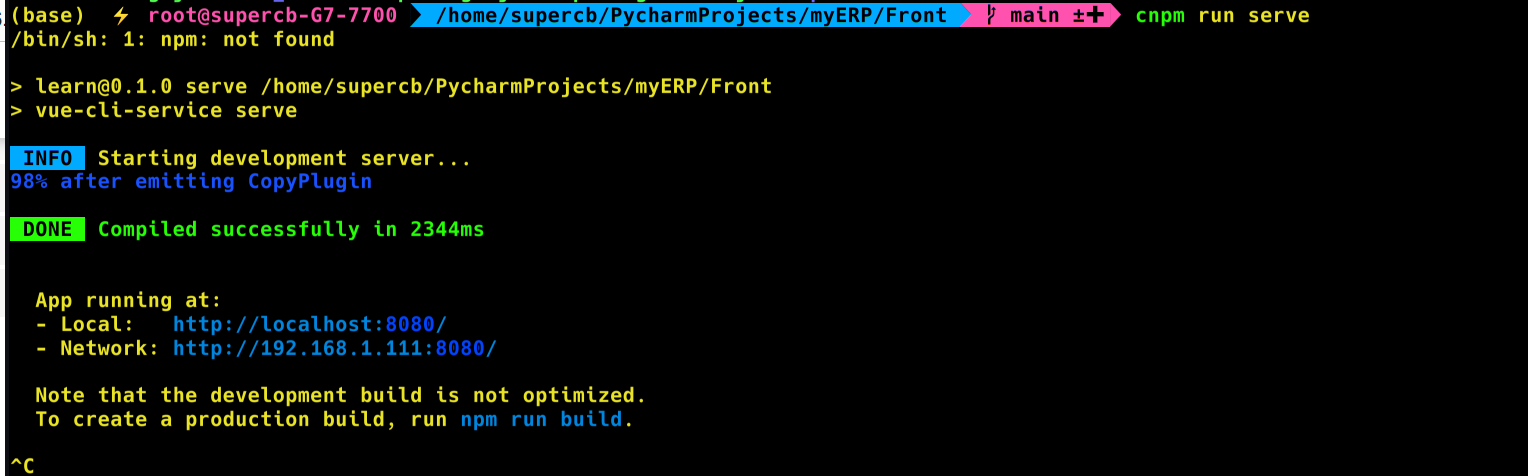 (base) ⚡ root@supercb-G7-7700 /home/supercb/PycharmProjects/myERP/Front main ±✚ cnpm run serve
/bin/sh: 1: npm: not found
> learn@0.1.0 serve /home/supercb/PycharmProjects/myERP/Front
> vue-cli-service serve
INFO Starting development server...
98% after emitting CopyPlugin
DONE Compiled successfully in 2344ms
App running at:
- Local: http://localhost:8080/
- Network: http://192.168.1.111:8080/
Note that the development build is not optimized.
To create a production build, run npm run build.
^C